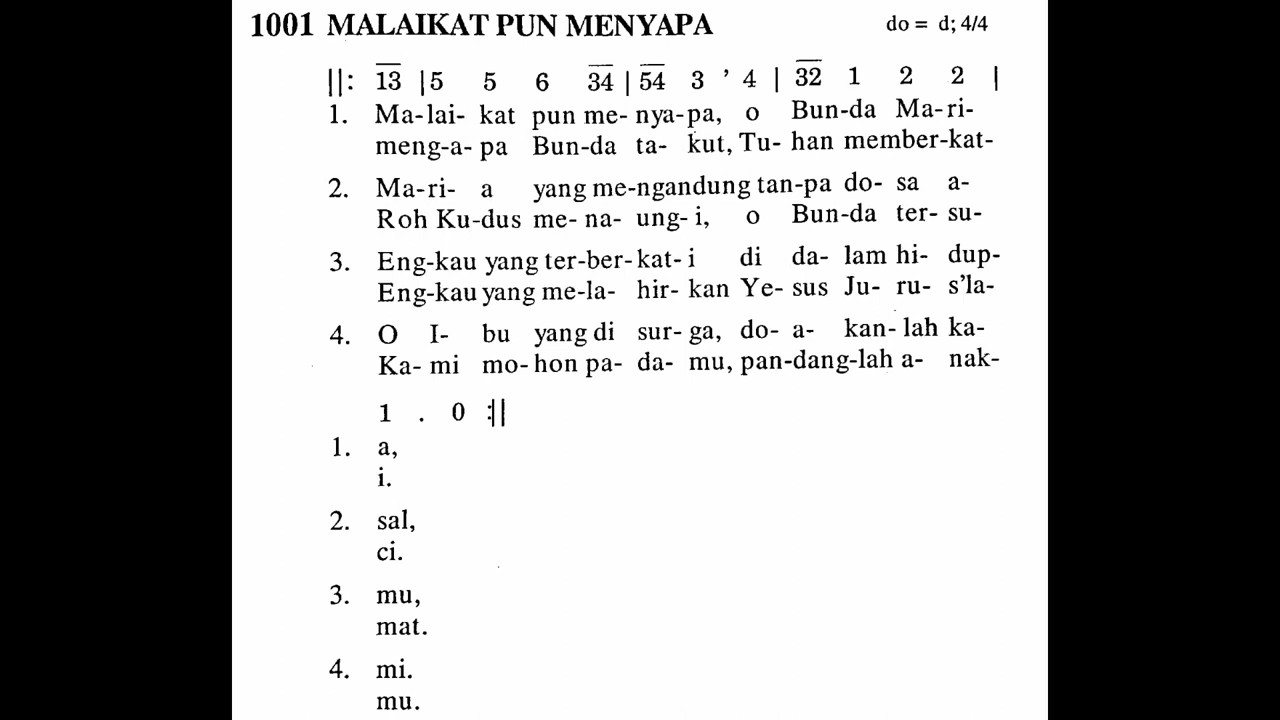 1001 MALAIKAT PUN MENYAPA do = d; 4/4
||: 13 |5 5 6 34 | 54 3 ’ 4 | 32 1 2 2 |
1. Ma-lai- kat pun me- nya-pa, o Bun-da Ma-ri-
meng-a- pa Bun-da ta- kut, Tu- han member-kat-
2. Ma-ri- a yang me-ngandung tan-pa do- sa a-
Roh Ku-dus me- na- ung- i, o Bun-da ter- su-
3. Eng-kau yang ter-ber-kat- i di da- lam hi- dup-
Eng-kau yang me-la- hir- kan Ye- sus Ju- ru- s’la-
4. O I- bu yang di sur- ga, do- a- kan- lah ka-
Ka- mi mo-hon pa- da- mu, pan-dang-lah a- nak-
1 . 0 :||
1. a,
i.
2. sal,
ci.
3. mu,
mat.
4. mi.
mu.